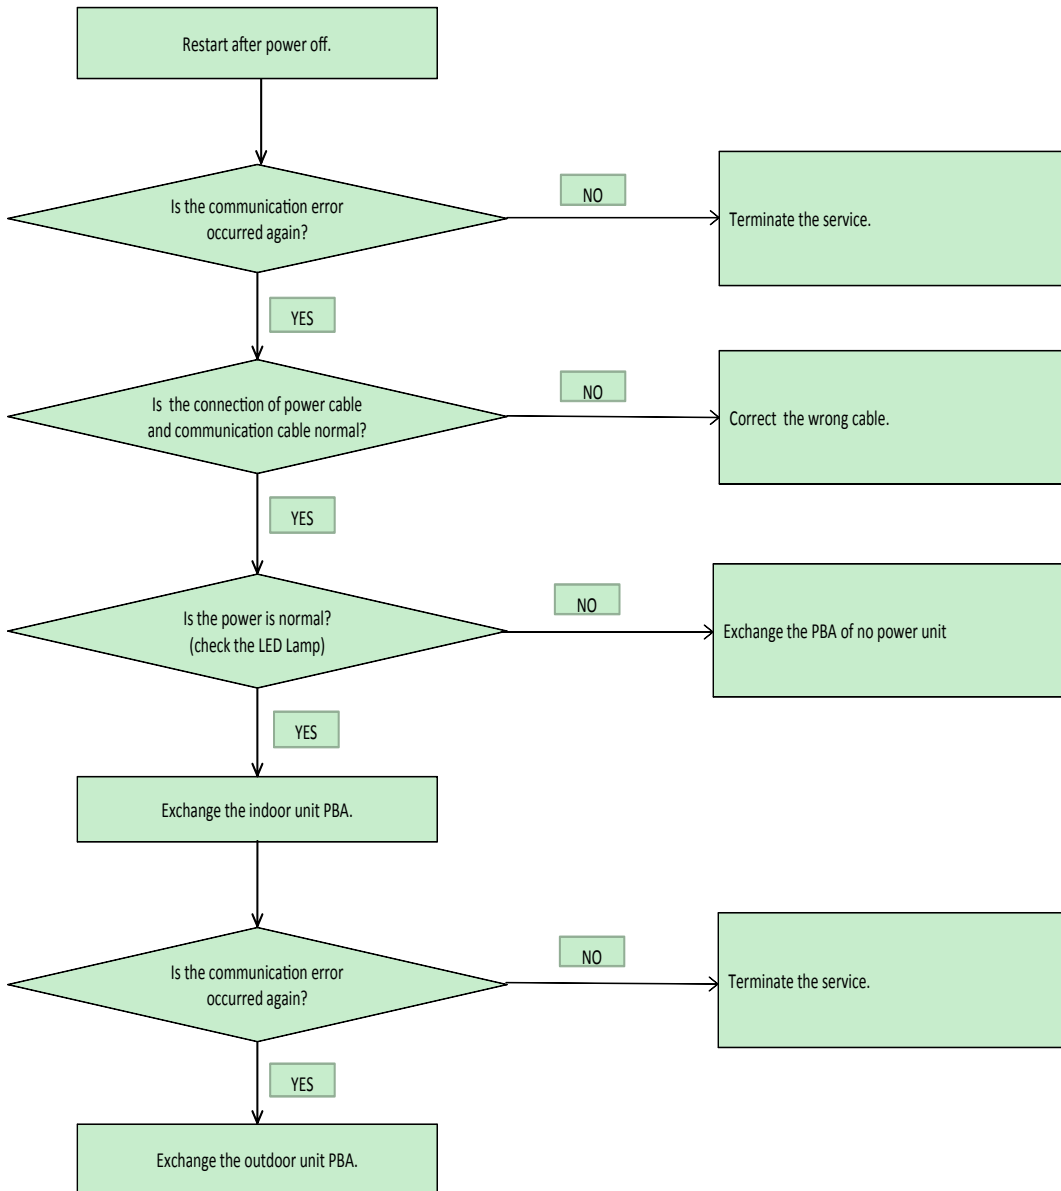 Restart after power off.
Is the communication error
occurred again?
NO
Terminate the service.
YES
Is  the connection of power cable
and communication cable normal?
NO
Correct  the wrong cable.
YES
Is the power is normal?
(check the LED Lamp)
NO
Exchange the PBA of no power unit
YES
Exchange the indoor unit PBA.
Is the communication error
occurred again?
NO
Terminate the service.
YES
Exchange the outdoor unit PBA.